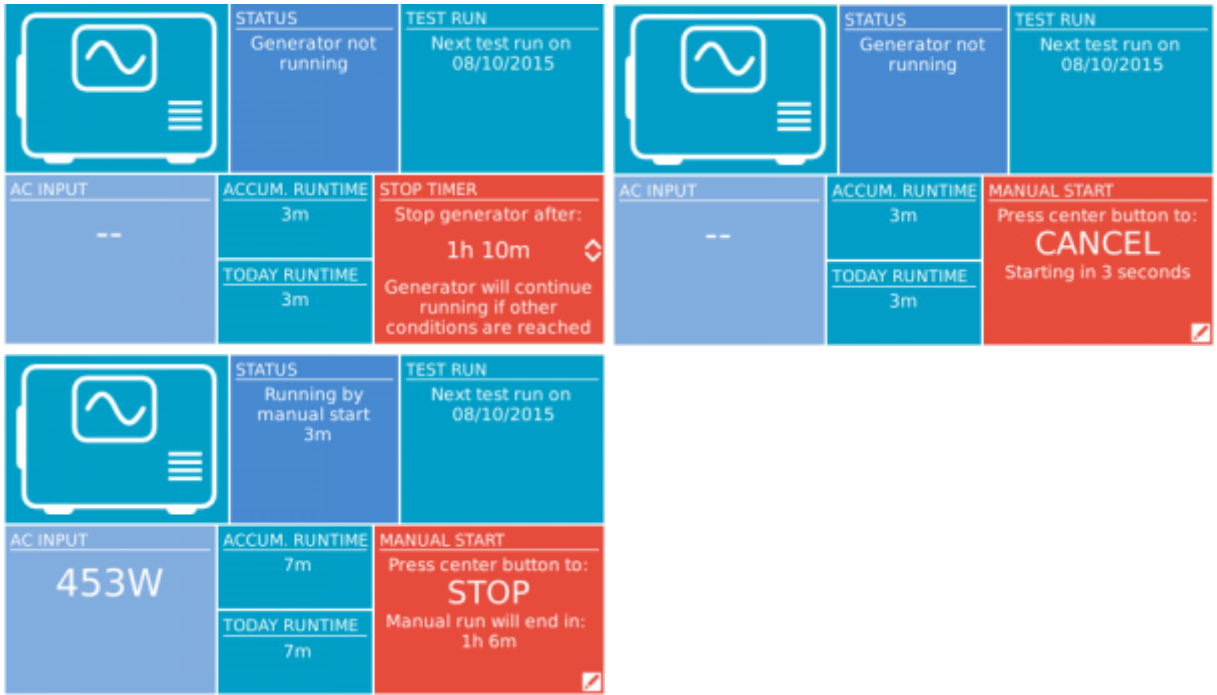 STATUS
Generator not
running
TEST RUN
Next test run on
08/10/2015
AC INPUT
--
ACCUM. RUNTIME
3m
TODAY RUNTIME
3m
STOP TIMER
Stop generator after:
1h 10m
Generator will continue
running if other
conditions are reached
STATUS
Generator not
running
TEST RUN
Next test run on
08/10/2015
AC INPUT
--
ACCUM. RUNTIME
3m
TODAY RUNTIME
3m
MANUAL START
Press center button to:
CANCEL
Starting in 3 seconds
STATUS
Running by
manual start
3m
TEST RUN
Next test run on
08/10/2015
AC INPUT
453W
ACCUM. RUNTIME
7m
TODAY RUNTIME
7m
MANUAL START
Press center button to:
STOP
Manual run will end in:
1h 6m